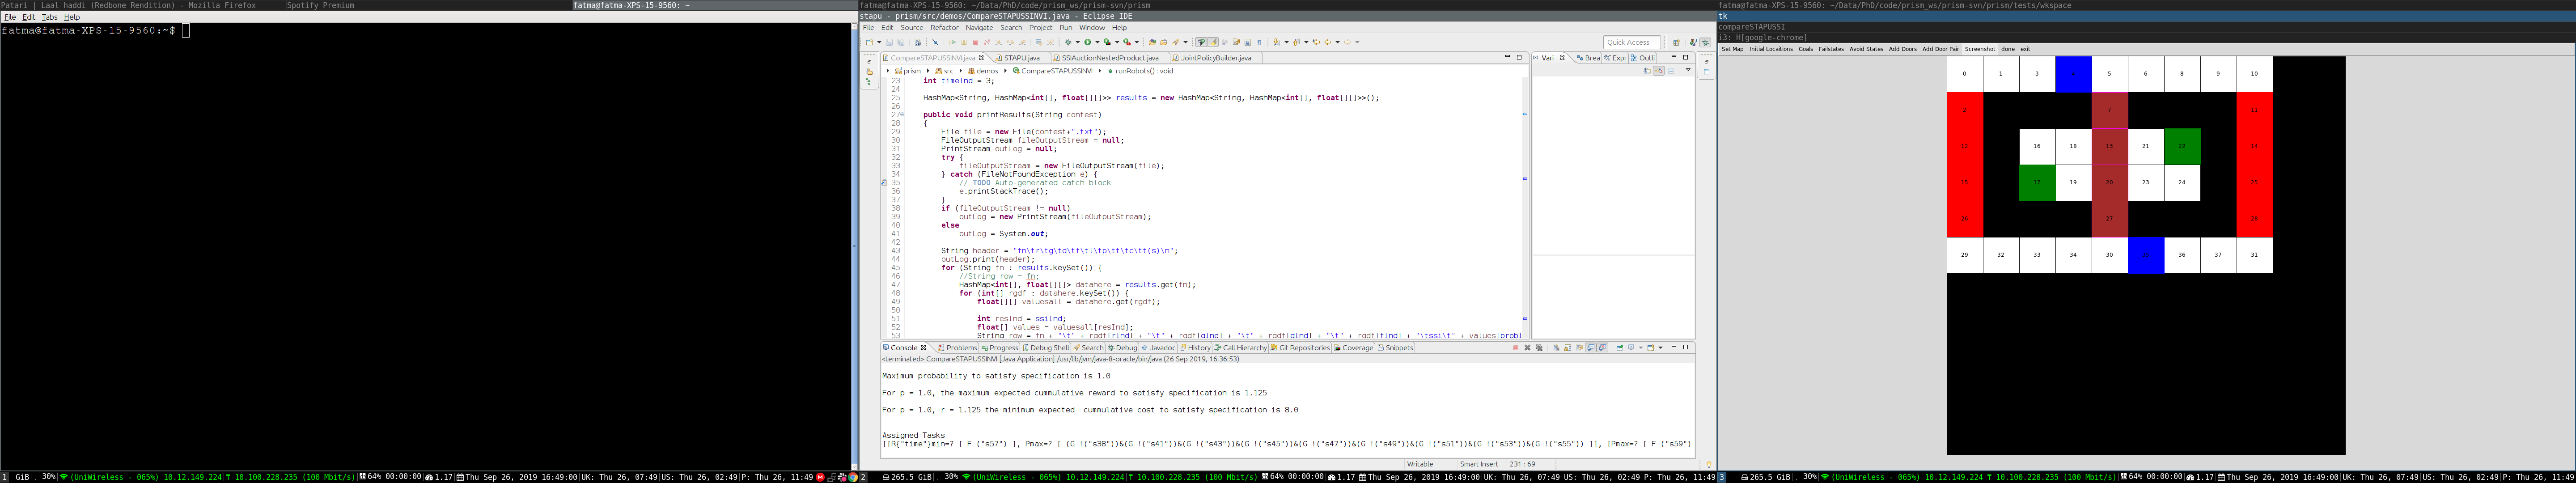 Patari | Laal haddi (Redbone Rendition) - Mozilla Firefox
Spotify Premium
fatma@fatma-XPS-15-9560: ~
File Edit Tabs Help
fatma@fatma-XPS-15-9560:~$
fatma@fatma-XPS-15-9560: ~/Data/PhD/code/prism_ws/prism-svn/prism
stapu - prism/src/demos/CompareSTAPUSSINVI.java - Eclipse IDE
File Edit Source Refactor Navigate Search Project Run Window Help
Quick Access
CompareSTAPUSSINVI.java STAPU.java SSIAuctionNestedProduct.java JointPolicyBuilder.java
prism src demos CompareSTAPUSSINVI runRobots() : void
23 int timeInd = 3;
24
25 HashMap<String, HashMap<int[], float[][]>> results = new HashMap<String, HashMap<int[], float[][]>>();
26
27 public void printResults(String contest)
28 {
29 File file = new File(contest+".txt");
30 FileOutputStream fileOutputStream = null;
31 PrintStream outLog = null;
32 try {
33 fileOutputStream = new FileOutputStream(file);
34 } catch (FileNotFoundException e) {
35 // TODO Auto-generated catch block
36 e.printStackTrace();
37 }
38 if (fileOutputStream != null)
39 outLog = new PrintStream(fileOutputStream);
40 else
41 outLog = System.out;
42
43 String header = "fn\tr\tg\td\tf\tl\tp\tt\tc\tt(s)\n";
44 outLog.print(header);
45 for (String fn : results.keySet()) {
46 //String row = fn;
47 HashMap<int[], float[][]> datahere = results.get(fn);
48 for (int[] rgdf : datahere.keySet()) {
49 float[][] valuesall = datahere.get(rgdf);
50
51 int resInd = ssiInd;
52 float[] values = valuesall[resInd];
53 String row = fn + "\t" + rgdf[rInd] + "\t" + rgdf[gInd] + "\t" + rgdf[dInd] + "\t" + rgdf[fInd] + "\tssi\t" + values[probI
Vari Brea Expr Outli
Console Problems Progress Debug Shell Search Debug Javadoc History Call Hierarchy Git Repositories Coverage Snippets
<terminated> CompareSTAPUSSINVI [Java Application] /usr/lib/jvm/java-8-oracle/bin/java (26 Sep 2019, 16:36:53)
Maximum probability to satisfy specification is 1.0
For p = 1.0, the maximum expected cummulative reward to satisfy specification is 1.125
For p = 1.0, r = 1.125 the minimum expected cummulative cost to satisfy specification is 8.0
Assigned Tasks
[[R{"time"}min=? [ F ("s57") ], Pmax=? [ (G !("s38"))&(G !("s41"))&(G !("s43"))&(G !("s45"))&(G !("s47"))&(G !("s49"))&(G !("s51"))&(G !("s53"))&(G !("s55")) ]], [Pmax=? [ F ("s59")
Writable Smart Insert 231 : 69
fatma@fatma-XPS-15-9560: ~/Data/PhD/code/prism_ws/prism-svn/prism/tests/wkspace
tk
compareSTAPUSSI
i3: H[google-chrome]
Set Map Initial Locaitions Goals Failstates Avoid States Add Doors Add Door Pair Screenshot done exit
0 1 3 5 6 8 9 10
2 7 11
12 16 18 13 21 22 14
15 17 19 20 23 24 25
26 27 28
29 32 33 34 30 35 36 37 31
1 GiB 30% (UniWireless - 065%) 10.12.149.224 10.100.228.235 (100 Mbit/s) 64% 00:00:00 1.17 Thu Sep 26, 2019 16:49:00 UK: Thu 26, 07:49 US: Thu 26, 02:49 P: Thu 26, 11:49
2 265.5 GiB 30% (UniWireless - 065%) 10.12.149.224 10.100.228.235 (100 Mbit/s) 64% 00:00:00 1.17 Thu Sep 26, 2019 16:49:00 UK: Thu 26, 07:49 US: Thu 26, 02:49 P: Thu 26, 11:49
3 265.5 GiB 30% (UniWireless - 065%) 10.12.149.224 10.100.228.235 (100 Mbit/s) 64% 00:00:00 1.17 Thu Sep 26, 2019 16:49:00 UK: Thu 26, 07:49 US: Thu 26, 02:49 P: Thu 26, 11:49